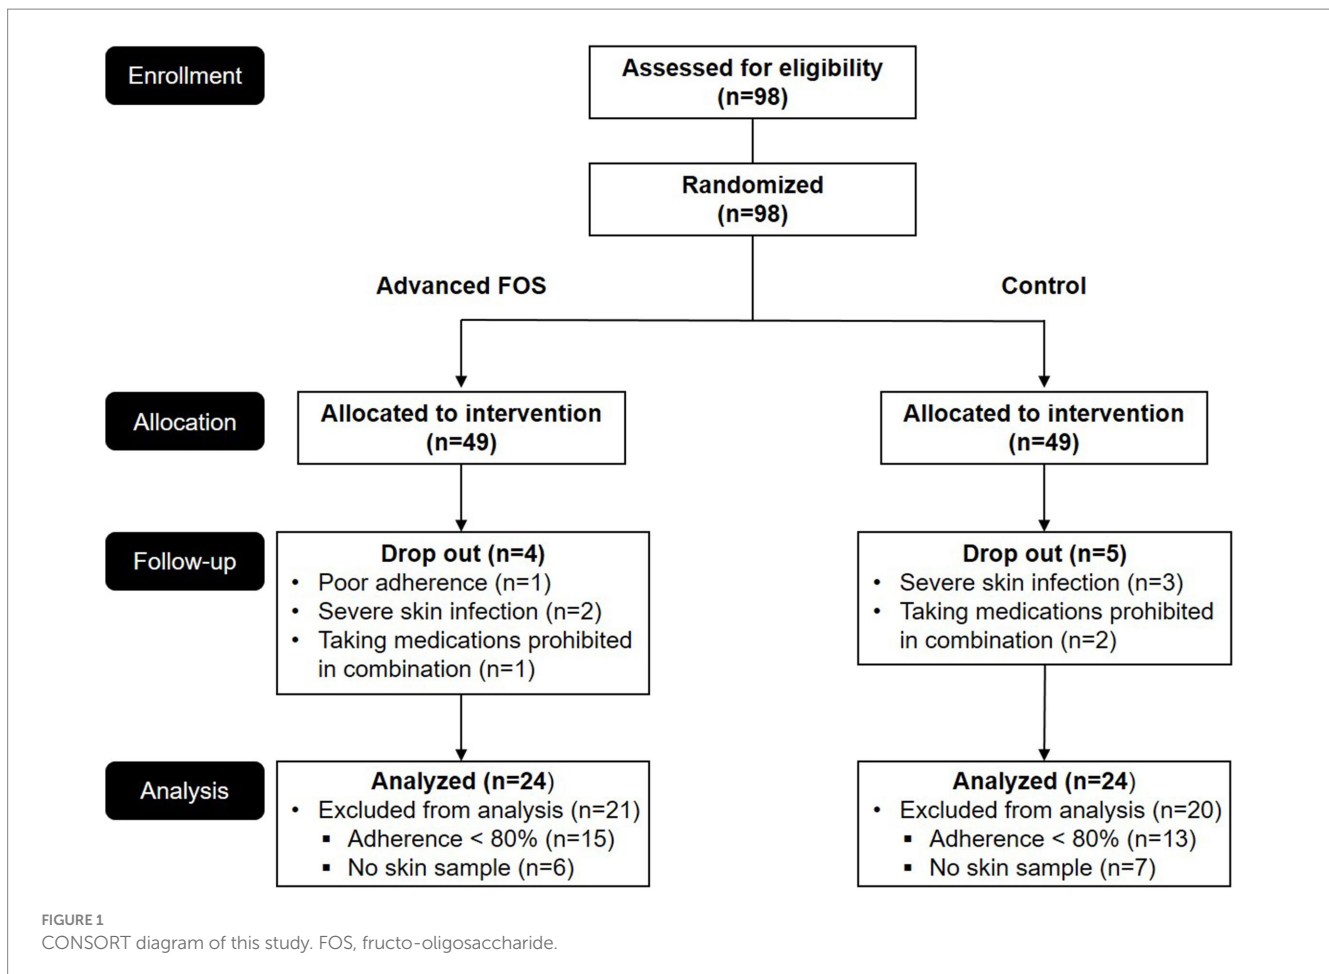 Enrollment
Assessed for eligibility
(n=98)
Randomized
(n=98)
Advanced FOS
Control
Allocation
Allocated to intervention
(n=49)
Allocated to intervention
(n=49)
Follow-up
Drop out (n=4)
• Poor adherence (n=1)
• Severe skin infection (n=2)
• Taking medications prohibited
in combination (n=1)
Drop out (n=5)
• Severe skin infection (n=3)
• Taking medications prohibited
in combination (n=2)
Analysis
Analyzed (n=24)
• Excluded from analysis (n=21)
▪ Adherence < 80% (n=15)
▪ No skin sample (n=6)
Analyzed (n=24)
• Excluded from analysis (n=20)
▪ Adherence < 80% (n=13)
▪ No skin sample (n=7)
FIGURE 1
CONSORT diagram of this study. FOS, fructo-oligosaccharide.